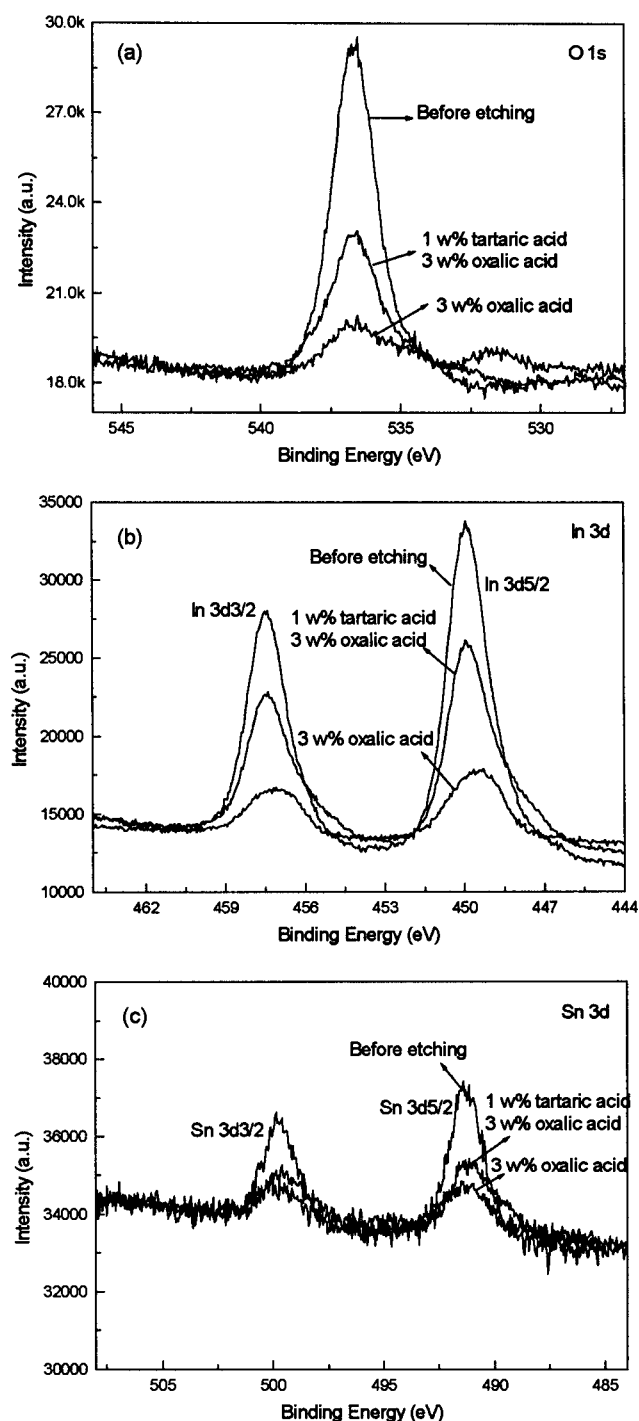 (a)
O 1s
30.0k
27.0k
24.0k
21.0k
18.0k
Intensity (a.u.)
Before etching
1 w% tartaric acid
3 w% oxalic acid
3 w% oxalic acid
545
540
535
530
Binding Energy (eV)
(b)
In 3d
35000
30000
25000
20000
15000
10000
Intensity (a.u.)
Before etching
In 3d5/2
In 3d3/2
1 w% tartaric acid
3 w% oxalic acid
3 w% oxalic acid
462
459
456
453
450
447
444
Binding Energy (eV)
(c)
Sn 3d
40000
38000
36000
34000
32000
30000
Intensity (a.u.)
Before etching
Sn 3d5/2
1 w% tartaric acid
3 w% oxalic acid
Sn 3d3/2
3 w% oxalic acid
505
500
495
490
485
Binding Energy (eV)